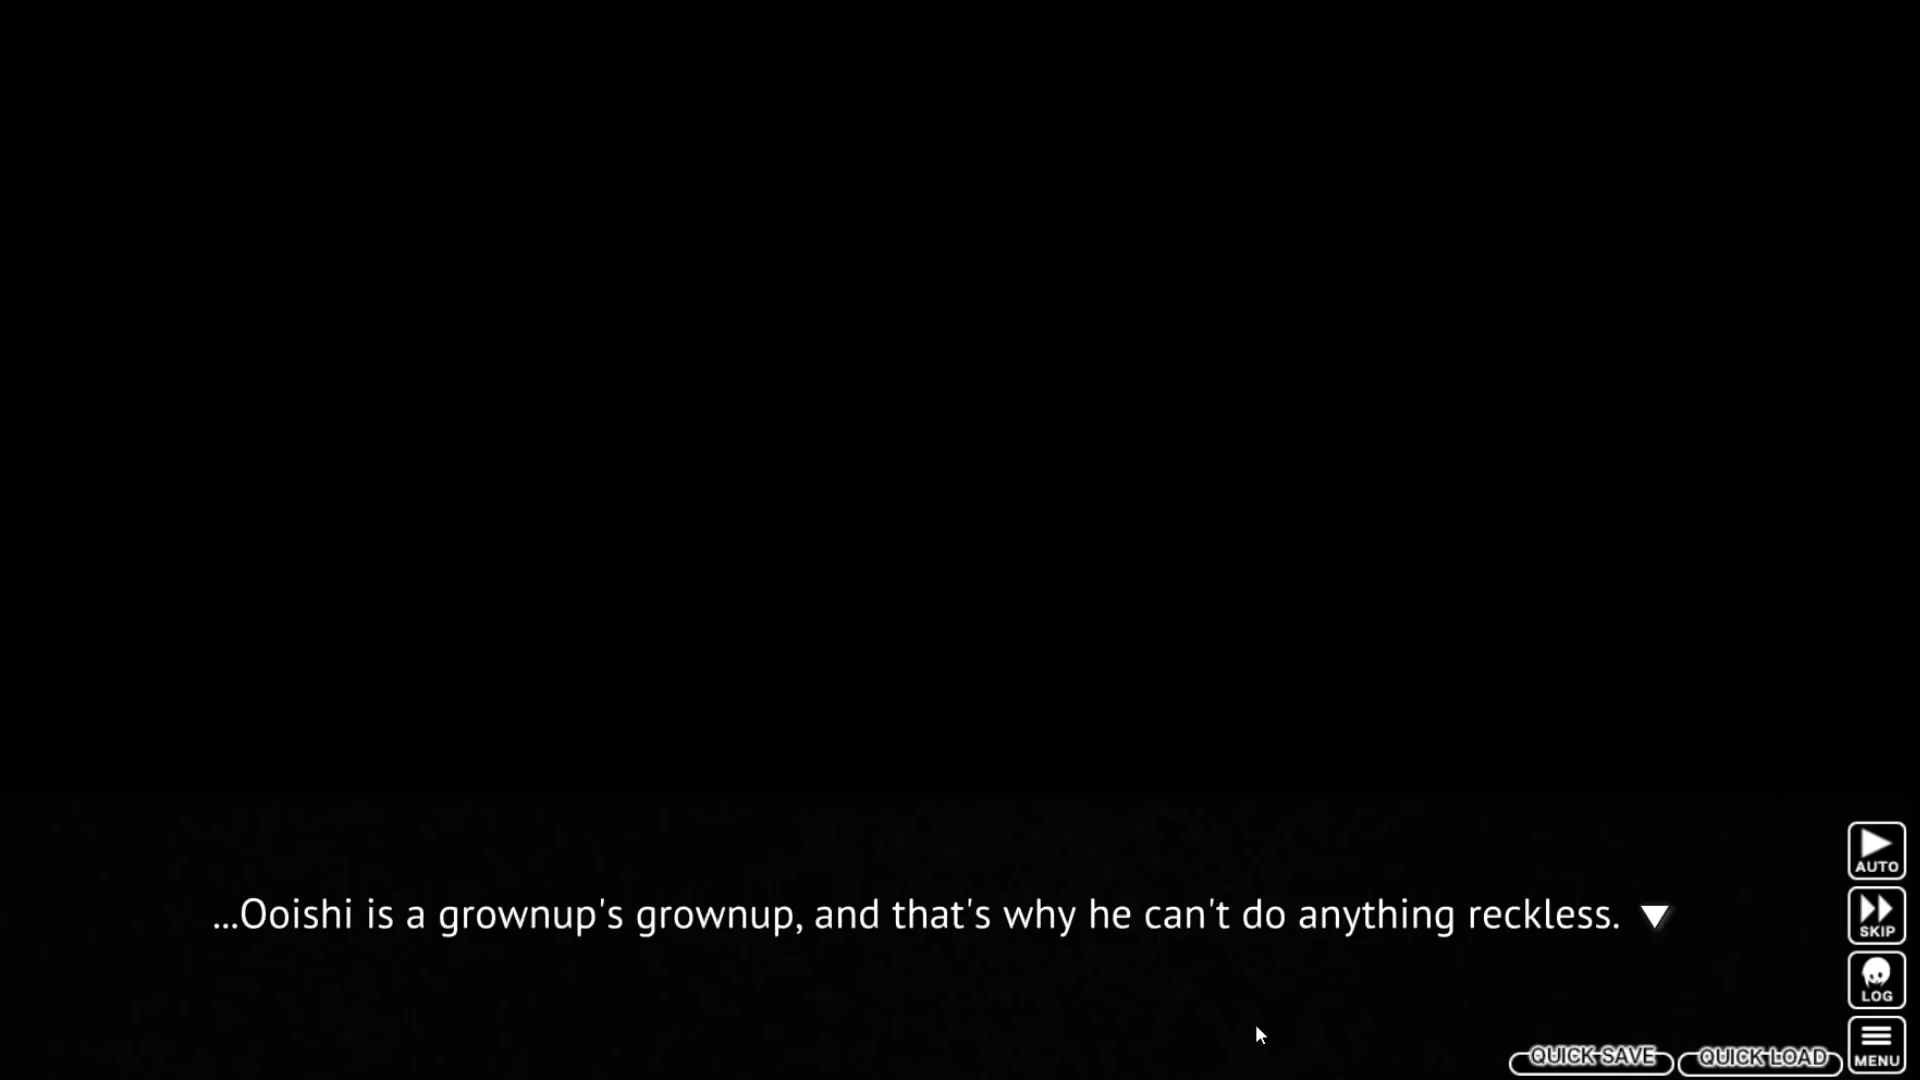 ...Ooishi is a grownup's grownup, and that's why he can't do anything reckless.
AUTO
SKIP
LOG
MENU
QUICK SAVE
QUICK LOAD